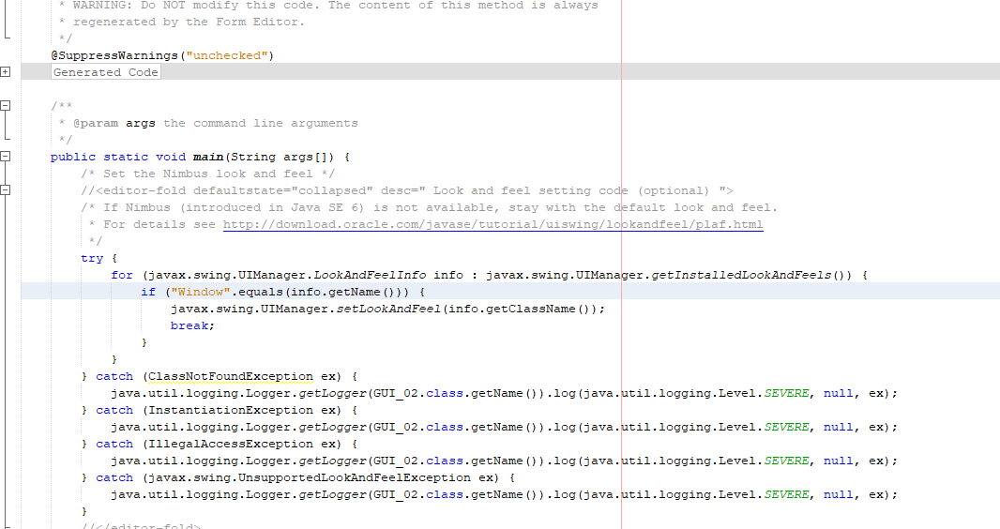 * WARNING: Do NOT modify this code. The content of this method is always
* regenerated by the Form Editor.
*/
@SuppressWarnings("unchecked")
Generated Code
/**
* @param args the command line arguments
*/
public static void main(String args[]) {
/* Set the Nimbus look and feel */
//<editor-fold defaultstate="collapsed" desc=" Look and feel setting code (optional) ">
/* If Nimbus (introduced in Java SE 6) is not available, stay with the default look and feel.
* For details see http://download.oracle.com/javase/tutorial/uiswing/lookandfeel/plaf.html
*/
try {
for (javax.swing.UIManager.LookAndFeelInfo info : javax.swing.UIManager.getInstalledLookAndFeels()) {
if ("Window".equals(info.getName())) {
javax.swing.UIManager.setLookAndFeel(info.getClassName());
break;
}
}
} catch (ClassNotFoundException ex) {
java.util.logging.Logger.getLogger(GUI_02.class.getName()).log(java.util.logging.Level.SEVERE, null, ex);
} catch (InstantiationException ex) {
java.util.logging.Logger.getLogger(GUI_02.class.getName()).log(java.util.logging.Level.SEVERE, null, ex);
} catch (IllegalAccessException ex) {
java.util.logging.Logger.getLogger(GUI_02.class.getName()).log(java.util.logging.Level.SEVERE, null, ex);
} catch (javax.swing.UnsupportedLookAndFeelException ex) {
java.util.logging.Logger.getLogger(GUI_02.class.getName()).log(java.util.logging.Level.SEVERE, null, ex);
}
//</editor-fold>